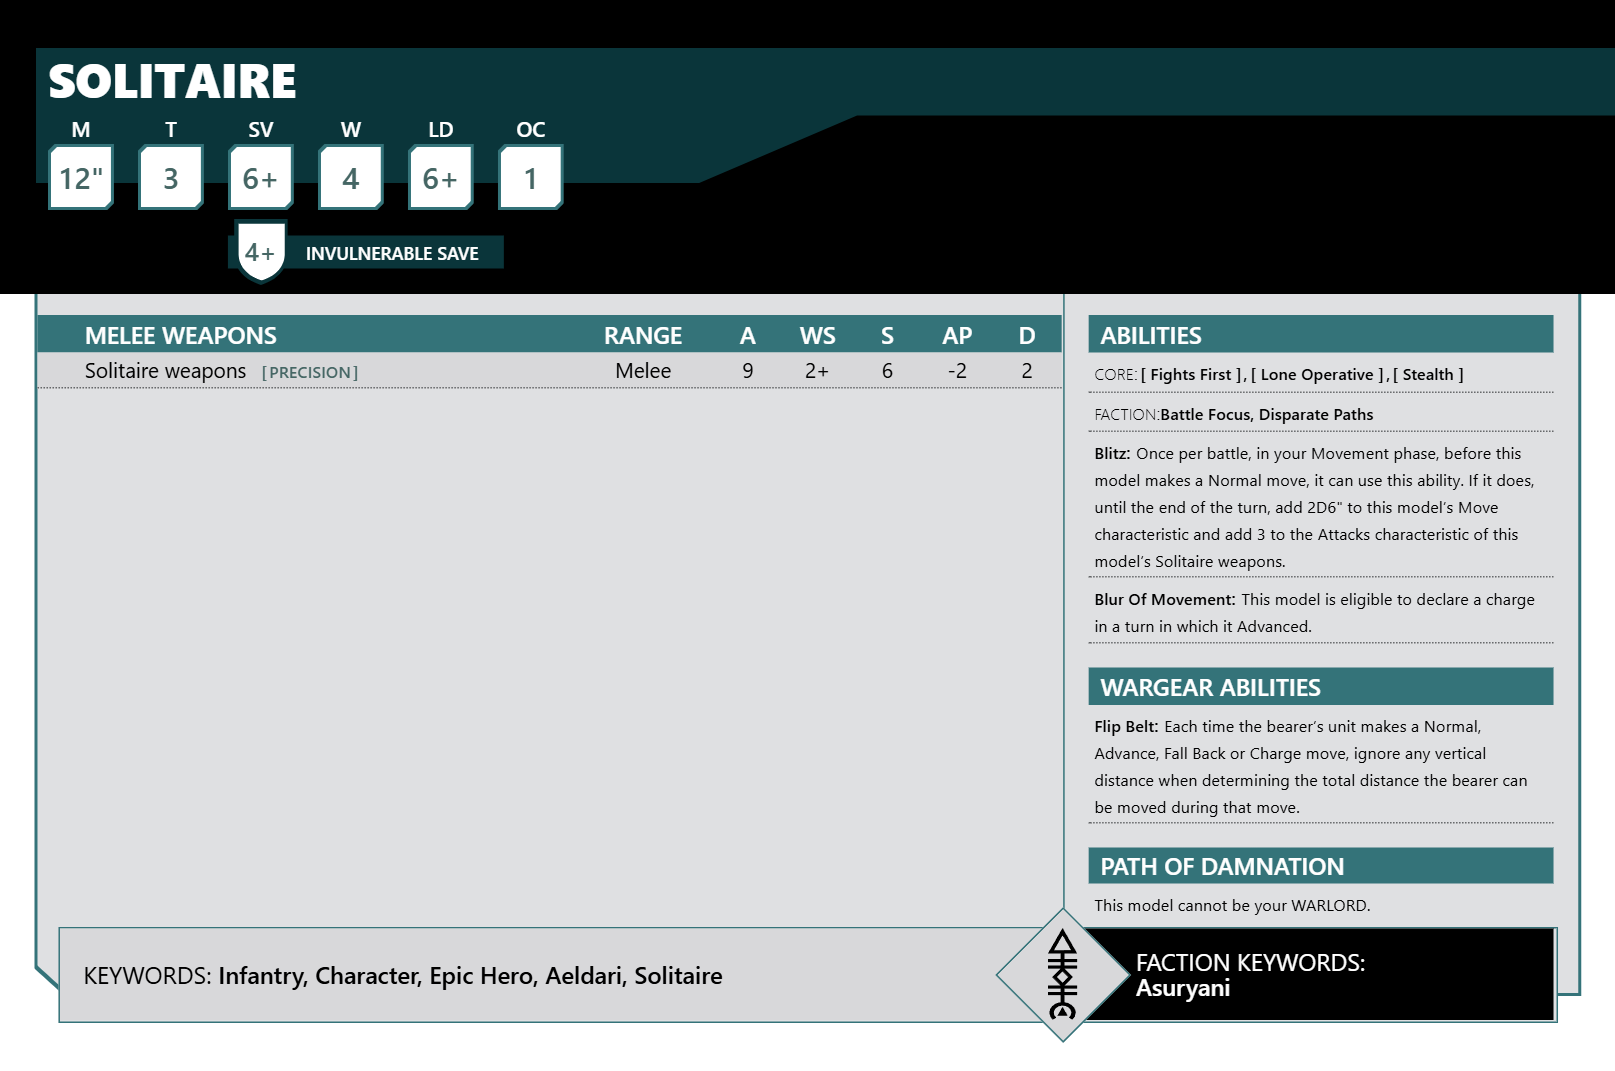 SOLITAIRE
M T SV W LD OC
12" 3 6+ 4 6+ 1
4+ INVULNERABLE SAVE
MELEE WEAPONS RANGE A WS S AP D
Solitaire weapons [PRECISION] Melee 9 2+ 6 -2 2
ABILITIES
CORE: [ Fights First ], [ Lone Operative ], [ Stealth ]
FACTION:Battle Focus, Disparate Paths
Blitz: Once per battle, in your Movement phase, before this
model makes a Normal move, it can use this ability. If it does,
until the end of the turn, add 2D6" to this model's Move
characteristic and add 3 to the Attacks characteristic of this
model's Solitaire weapons.
Blur Of Movement: This model is eligible to declare a charge
in a turn in which it Advanced.
WARGEAR ABILITIES
Flip Belt: Each time the bearer's unit makes a Normal,
Advance, Fall Back or Charge move, ignore any vertical
distance when determining the total distance the bearer can
be moved during that move.
PATH OF DAMNATION
This model cannot be your WARLORD.
KEYWORDS: Infantry, Character, Epic Hero, Aeldari, Solitaire
FACTION KEYWORDS:
Asuryani